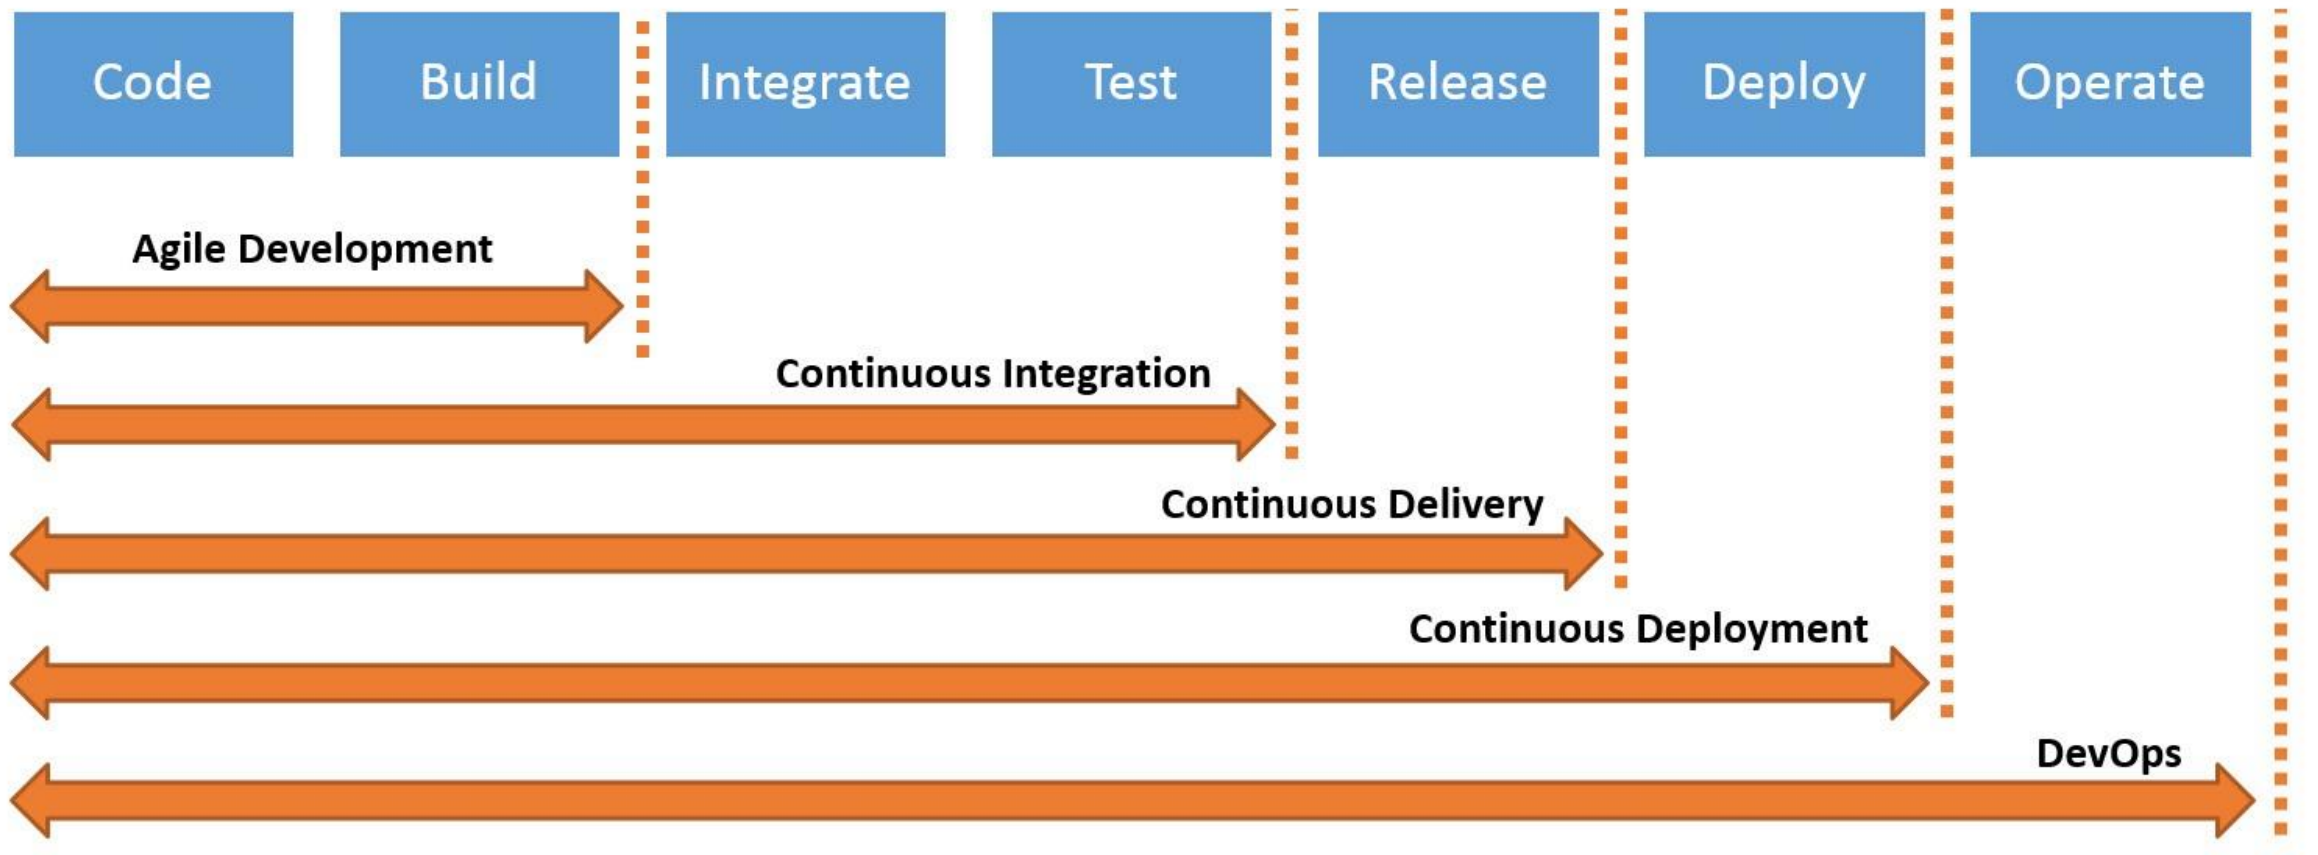 Code
Build
Integrate
Test
Release
Deploy
Operate
Agile Development
Continuous Integration
Continuous Delivery
Continuous Deployment
DevOps